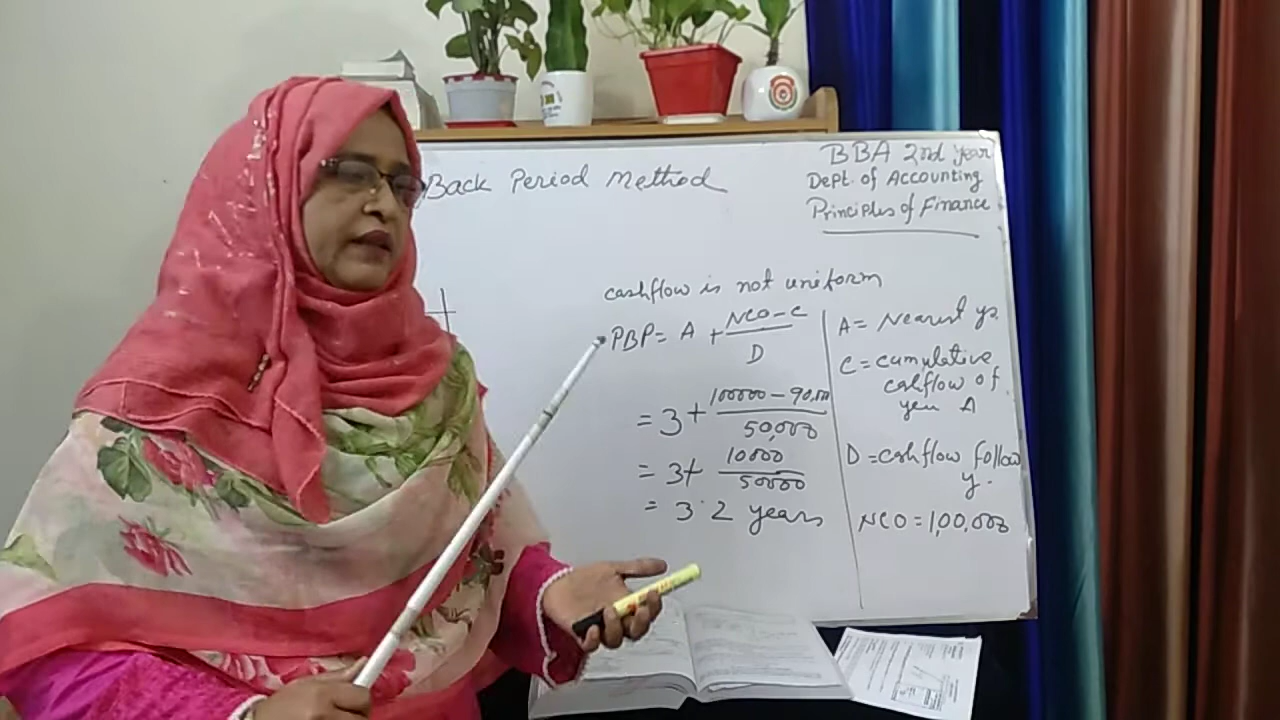 Back Period Method
BBA 2nd Year
Dept. of Accounting
Principles of Finance
cashflow is not uniform
PBP = A + NCO - C
D
= 3 + 100000 - 90,000
50,000
= 3 + 10000
50000
= 3.2 years
A = Nearest yr.
C = cumulative
cashflow of
year A
D = cashflow follow
y.
NCO = 1,00,000